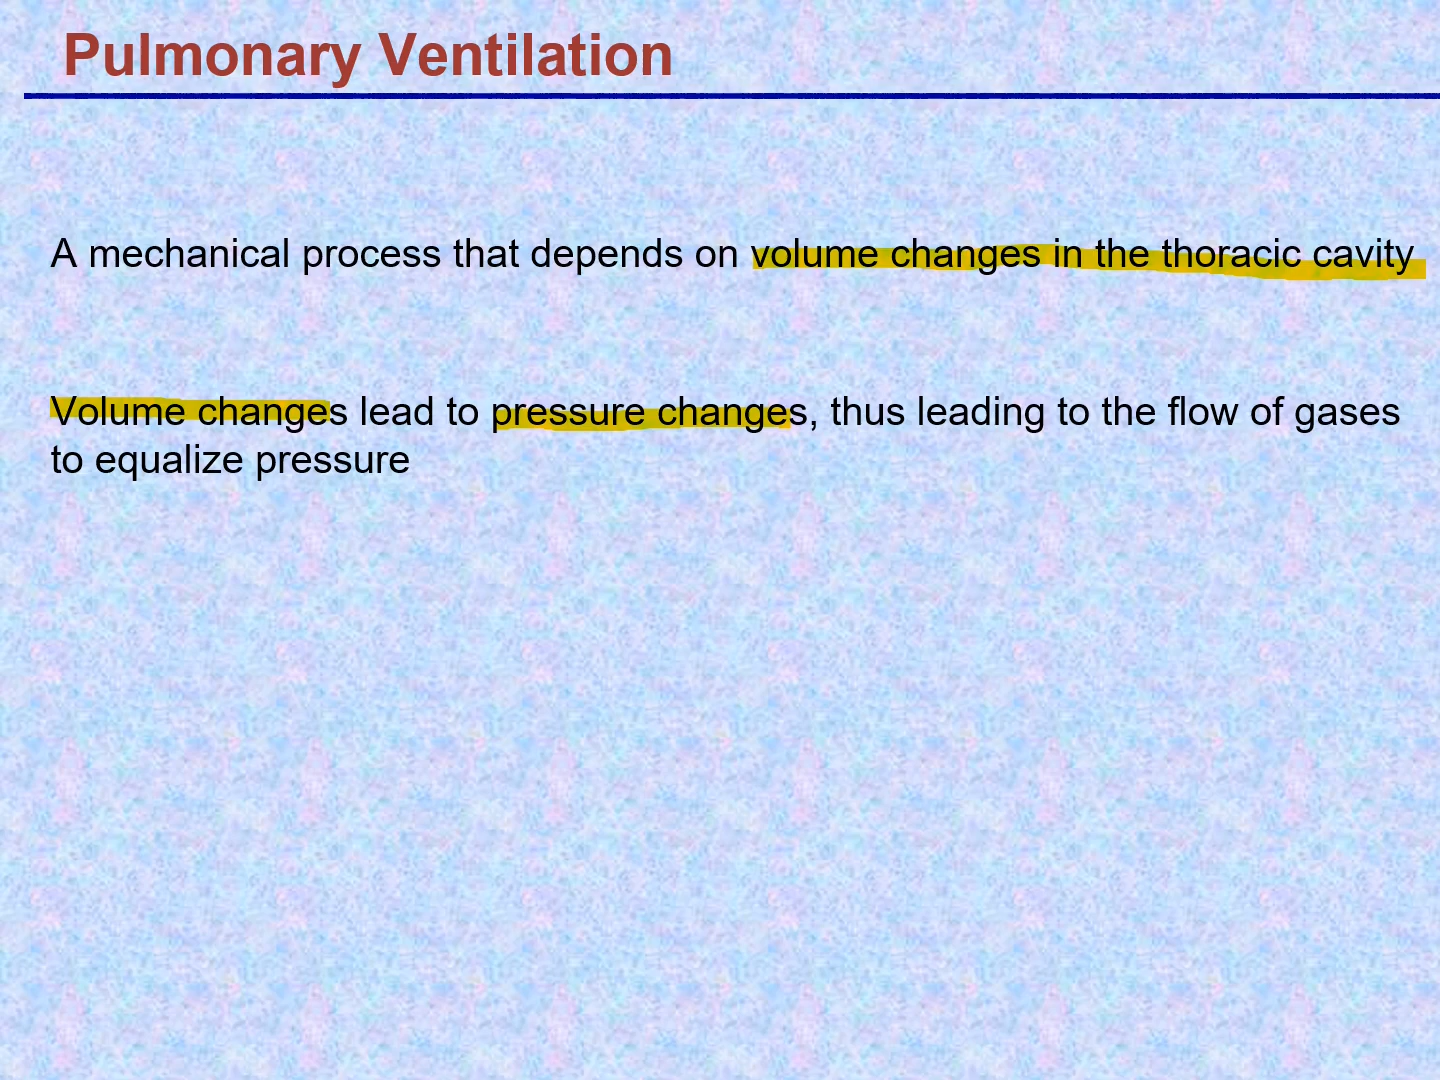 Pulmonary Ventilation
A mechanical process that depends on volume changes in the thoracic cavity
Volume changes lead to pressure changes, thus leading to the flow of gases
to equalize pressure